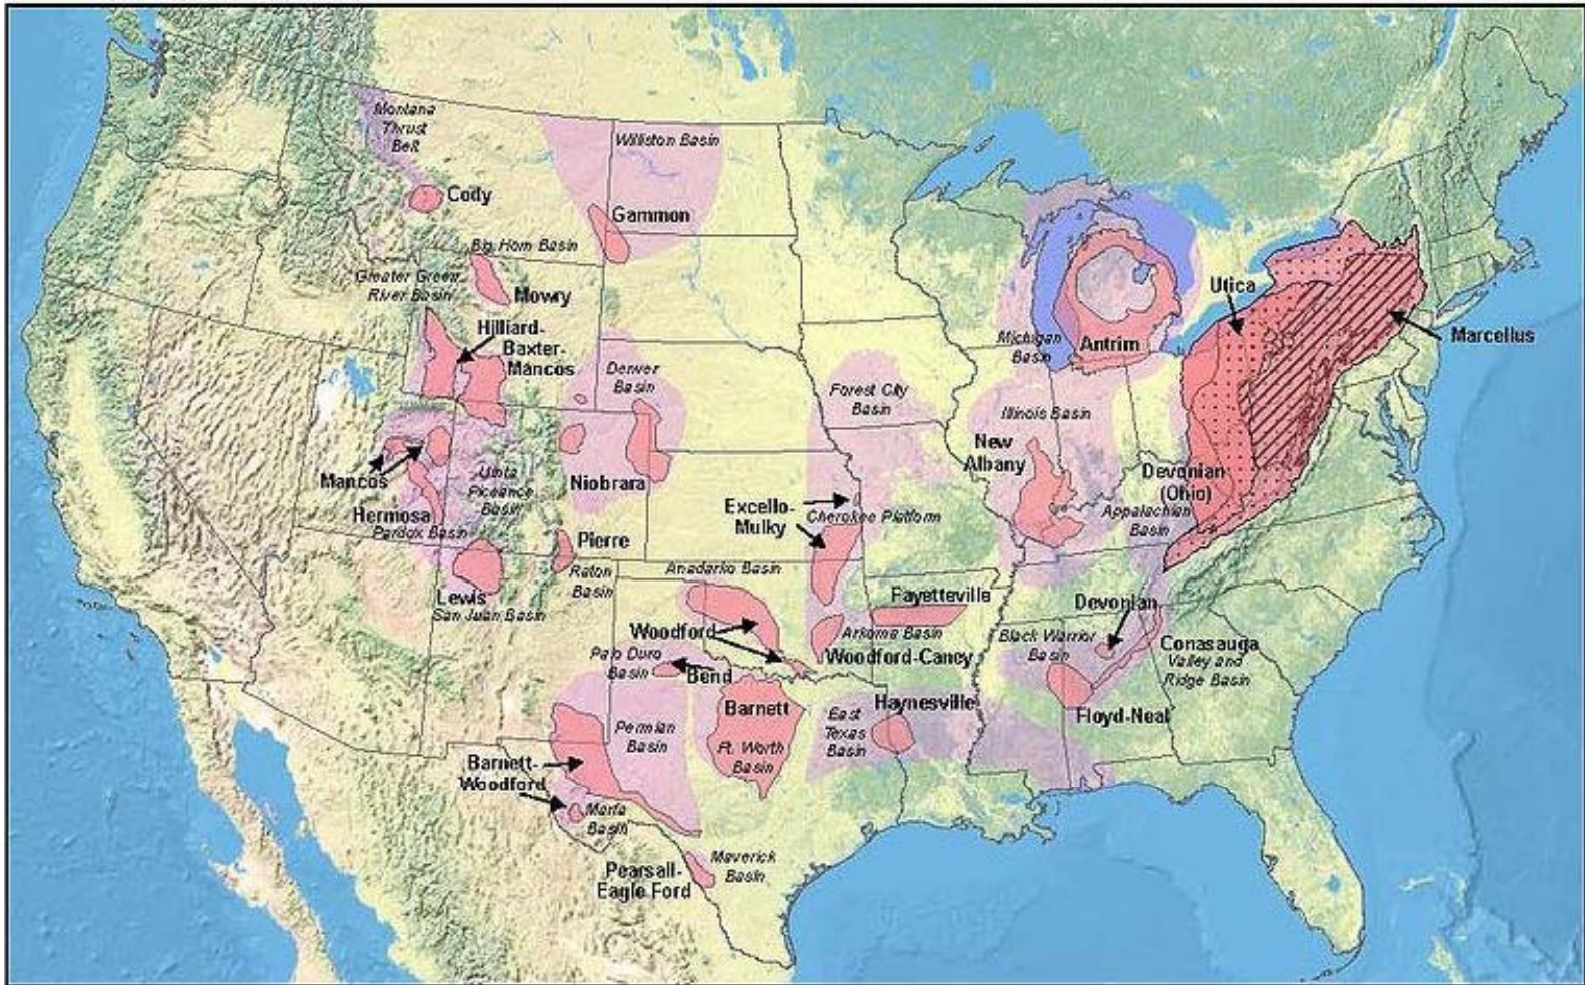 Montana
Thrust
Belt
Williston Basin
Cody
Gammon
Big Horn Basin
Greater Green
River Basin
Mowry
Hilliard-
Baxter-
Mancos
Denver
Basin
Utica
Marcellus
Michigan
Basin
Antrim
Forest City
Basin
Illinois Basin
New
Albany
Devonian
(Ohio)
Appalachian
Basin
Mancos
Uinta
Piceance
Basin
Niobrara
Hermosa
Paradox Basin
Excello-
Mulky
Cherokee Platform
Pierre
Raton
Basin
Anadarko Basin
Lewis
San Juan Basin
Fayetteville
Arkoma Basin
Woodford
Woodford-Caney
Devonian
Black Warrior
Basin
Conasauga
Valley and
Ridge Basin
Palo Duro
Basin
Bend
Barnett
Ft. Worth
Basin
East
Texas
Basin
Haynesville
Floyd-Neal
Permian
Basin
Barnett-
Woodford
Marfa
Basin
Pearsall-
Eagle Ford
Maverick
Basin